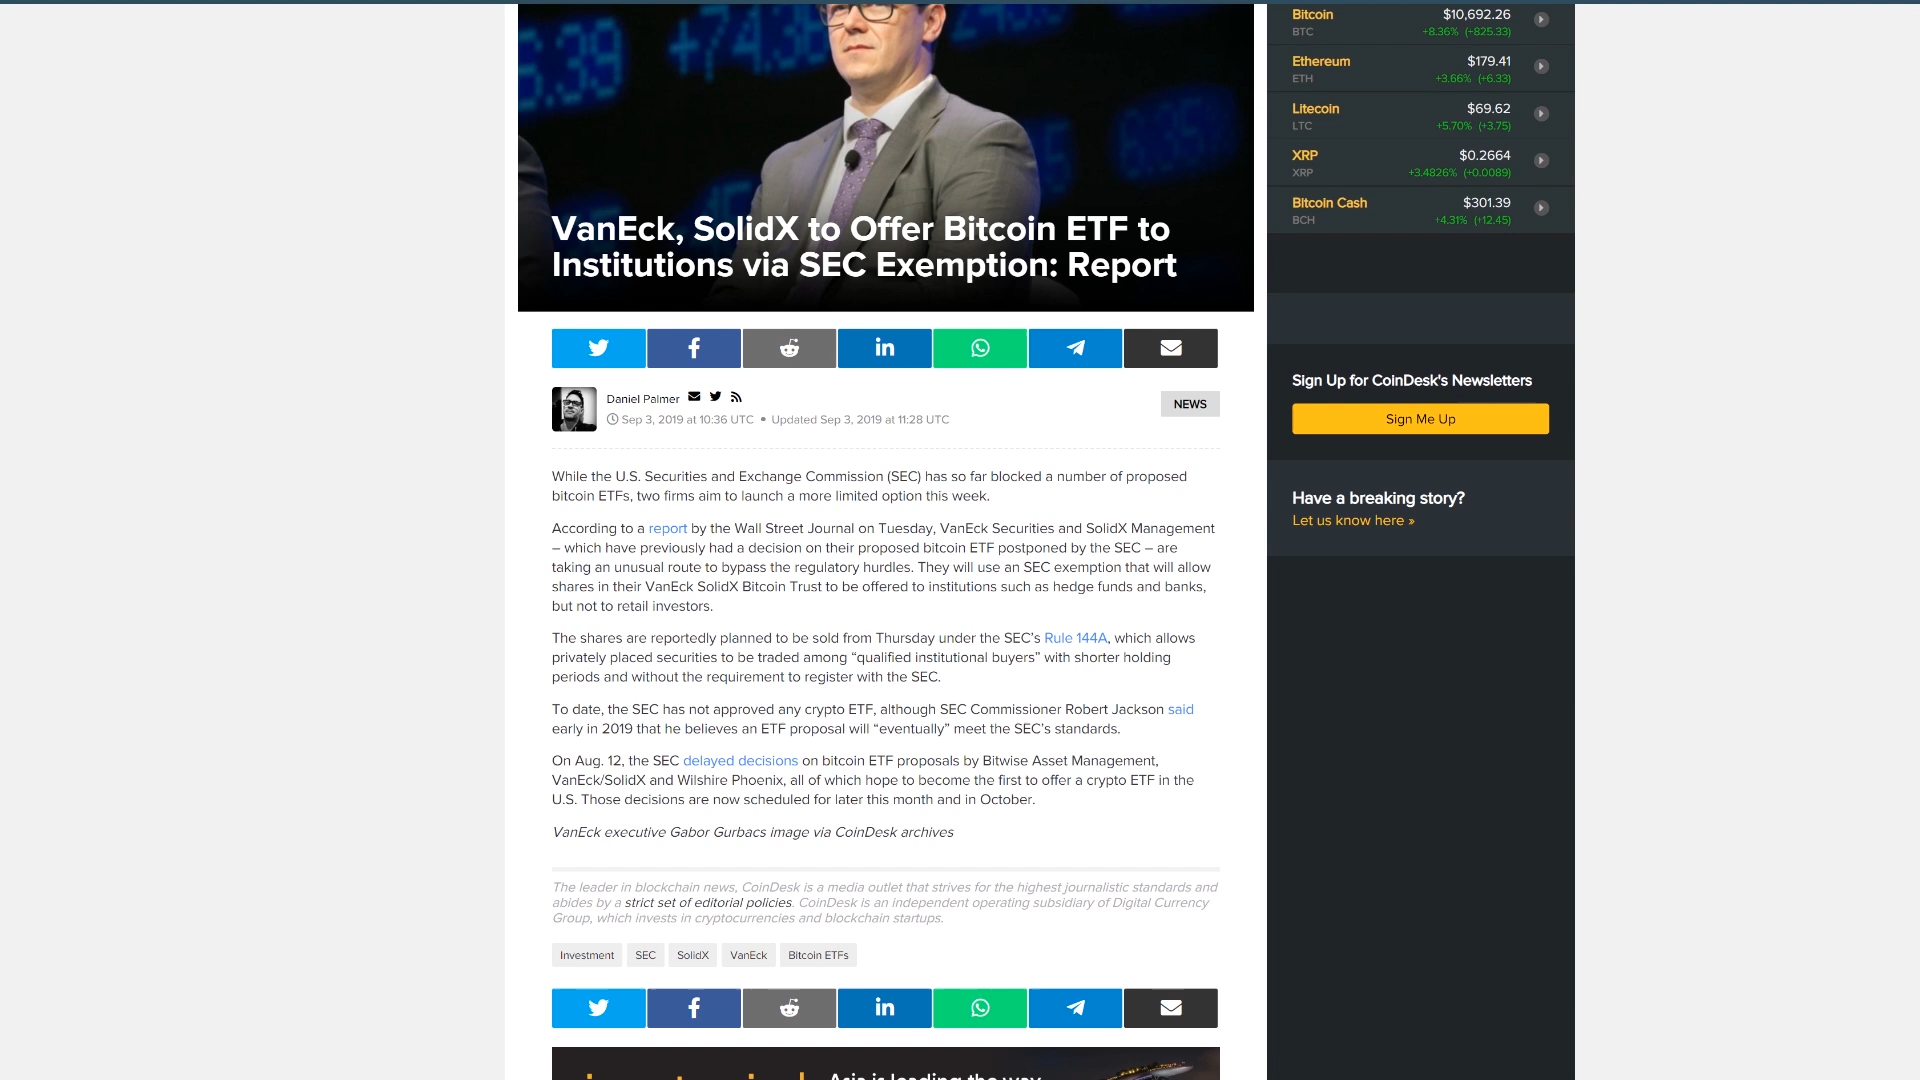 6.39
+74.38
6.35
VanEck, SolidX to Offer Bitcoin ETF to
Institutions via SEC Exemption: Report
Daniel Palmer
Sep 3, 2019 at 10:36 UTC • Updated Sep 3, 2019 at 11:28 UTC
NEWS
While the U.S. Securities and Exchange Commission (SEC) has so far blocked a number of proposed
bitcoin ETFs, two firms aim to launch a more limited option this week.
According to a report by the Wall Street Journal on Tuesday, VanEck Securities and SolidX Management
– which have previously had a decision on their proposed bitcoin ETF postponed by the SEC – are
taking an unusual route to bypass the regulatory hurdles. They will use an SEC exemption that will allow
shares in their VanEck SolidX Bitcoin Trust to be offered to institutions such as hedge funds and banks,
but not to retail investors.
The shares are reportedly planned to be sold from Thursday under the SEC’s Rule 144A, which allows
privately placed securities to be traded among “qualified institutional buyers” with shorter holding
periods and without the requirement to register with the SEC.
To date, the SEC has not approved any crypto ETF, although SEC Commissioner Robert Jackson said
early in 2019 that he believes an ETF proposal will “eventually” meet the SEC’s standards.
On Aug. 12, the SEC delayed decisions on bitcoin ETF proposals by Bitwise Asset Management,
VanEck/SolidX and Wilshire Phoenix, all of which hope to become the first to offer a crypto ETF in the
U.S. Those decisions are now scheduled for later this month and in October.
VanEck executive Gabor Gurbacs image via CoinDesk archives
The leader in blockchain news, CoinDesk is a media outlet that strives for the highest journalistic standards and
abides by a strict set of editorial policies. CoinDesk is an independent operating subsidiary of Digital Currency
Group, which invests in cryptocurrencies and blockchain startups.
Investment SEC SolidX VanEck Bitcoin ETFs
Asia is leading the way
Bitcoin $10,692.26
BTC +8.36% (+825.33)
Ethereum $179.41
ETH +3.66% (+6.33)
Litecoin $69.62
LTC +5.70% (+3.75)
XRP $0.2664
XRP +3.4826% (+0.0089)
Bitcoin Cash $301.39
BCH +4.31% (+12.45)
Sign Up for CoinDesk's Newsletters
Sign Me Up
Have a breaking story?
Let us know here »